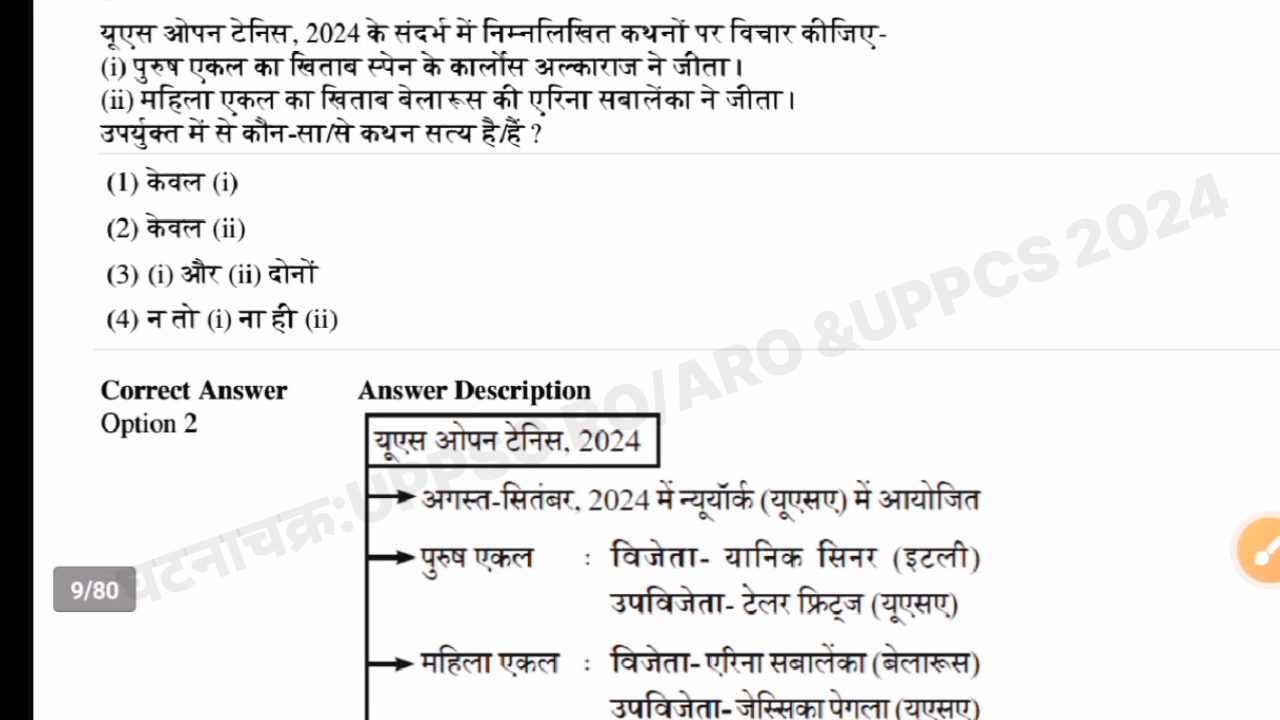 यूएस ओपन टेनिस, 2024 के संदर्भ में निम्नलिखित कथनों पर विचार कीजिए-
(i) पुरुष एकल का खिताब स्पेन के कार्लोस अल्काराज ने जीता।
(ii) महिला एकल का खिताब बेलारूस की एरिना सबालेंका ने जीता।
उपर्युक्त में से कौन-सा/से कथन सत्य है/हैं ?
(1) केवल (i)
(2) केवल (ii)
(3) (i) और (ii) दोनों
(4) न तो (i) ना ही (ii)
Correct Answer
Option 2
Answer Description
यूएस ओपन टेनिस, 2024
अगस्त-सितंबर, 2024 में न्यूयॉर्क (यूएसए) में आयोजित
पुरुष एकल : विजेता- यानिक सिनर (इटली)
उपविजेता- टेलर फ्रिट्ज (यूएसए)
महिला एकल : विजेता- एरिना सबालेंका (बेलारूस)
उपविजेता- जेस्सिका पेगुला (यूएसए)
9/80
घटनाचक्र:UPPSC RO/ARO &UPPCS 2024